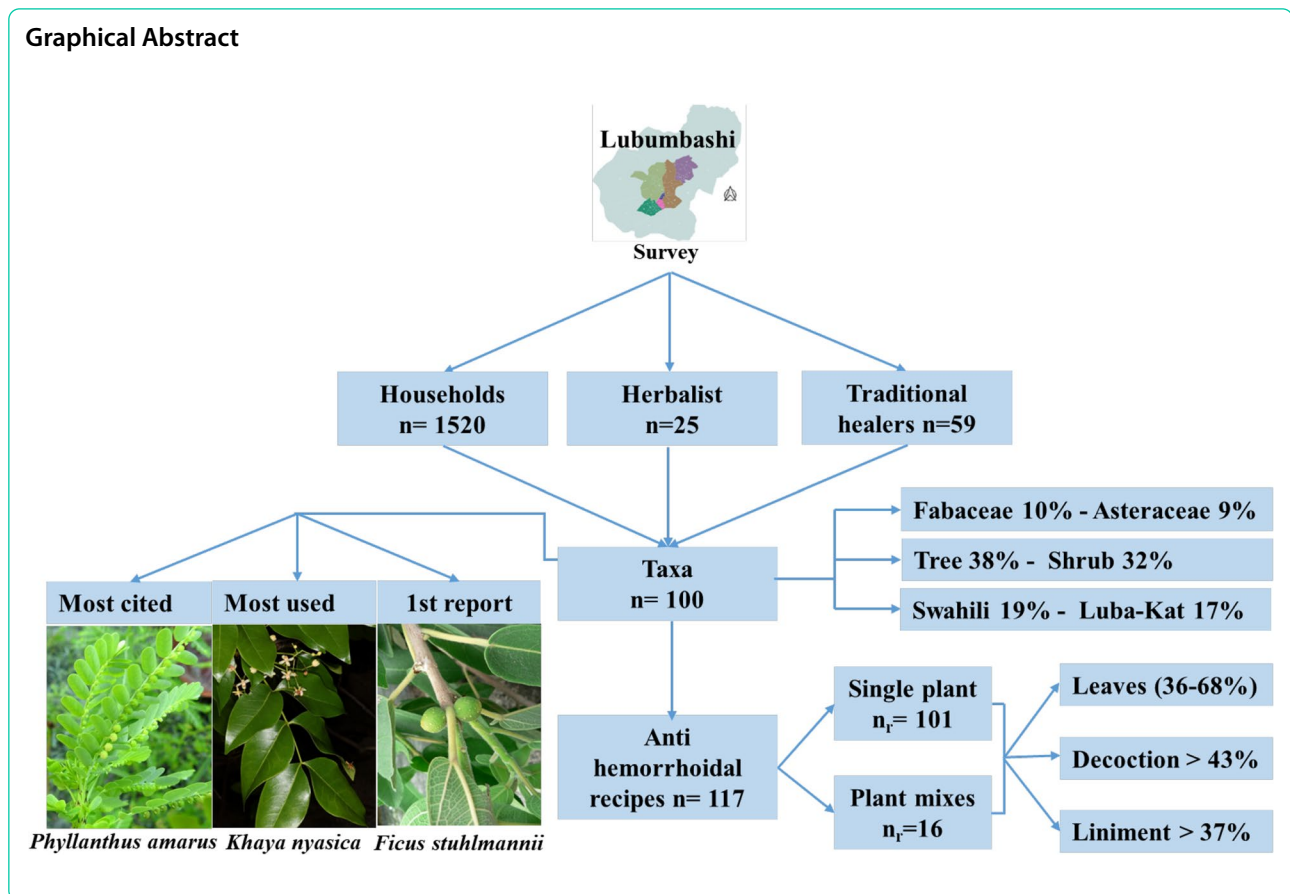 Graphical Abstract
Lubumbashi
Survey
Households
n= 1520
Herbalist
n=25
Traditional
healers n=59
Taxa
n= 100
Fabaceae 10% - Asteraceae 9%
Tree 38% - Shrub 32%
Swahili 19% - Luba-Kat 17%
Most cited
Most used
1st report
Phyllanthus amarus
Khaya nyasica
Ficus stuhlmannii
Anti
hemorrhoidal
recipes n= 117
Single plant
nr= 101
Plant mixes
nr=16
Leaves (36-68%)
Decoction > 43%
Liniment > 37%